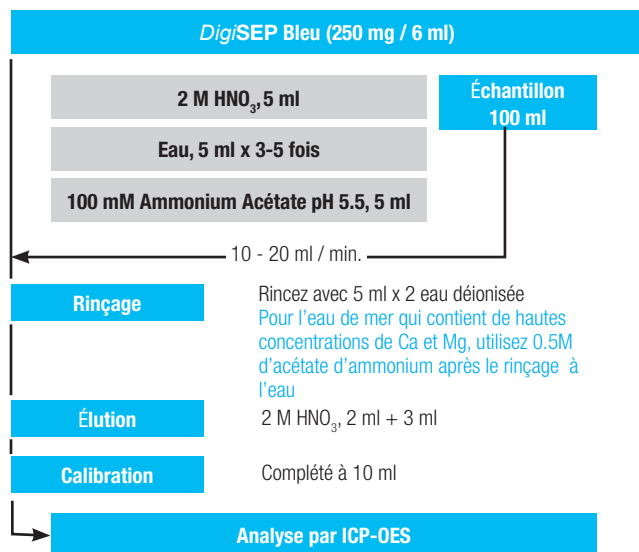 DigiSEP Bleu (250 mg / 6 ml)
2 M HNO₃, 5 ml
Échantillon
100 ml
Eau, 5 ml x 3-5 fois
100 mM Ammonium Acétate pH 5.5, 5 ml
10 - 20 ml / min.
Rinçage
Rincez avec 5 ml x 2 eau déionisée
Pour l'eau de mer qui contient de hautes
concentrations de Ca et Mg, utilisez 0.5M
d'acétate d'ammonium après le rinçage à
l'eau
Élution
2 M HNO₃, 2 ml + 3 ml
Calibration
Complété à 10 ml
Analyse par ICP-OES